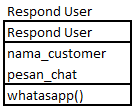 Respond User
Respond User
nama_customer
pesan_chat
whatasapp()